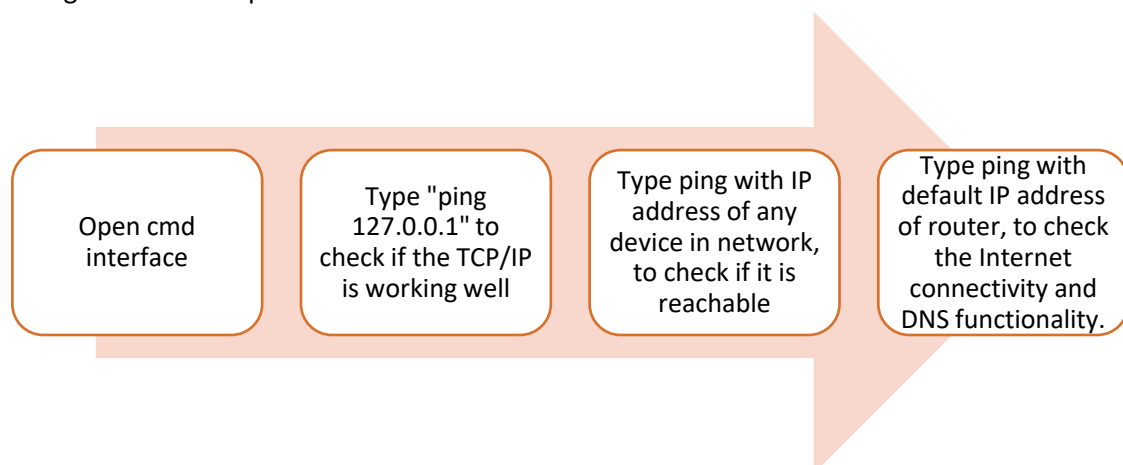 Open cmd
interface
Type "ping
127.0.0.1" to
check if the TCP/IP
is working well
Type ping with IP
address of any
device in network,
to check if it is
reachable
Type ping with
default IP address
of router, to check
the Internet
connectivity and
DNS functionality.